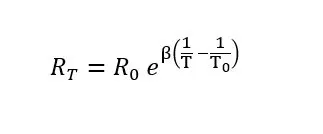 R_T = R_0 e^{β(1/T − 1/T_0)}